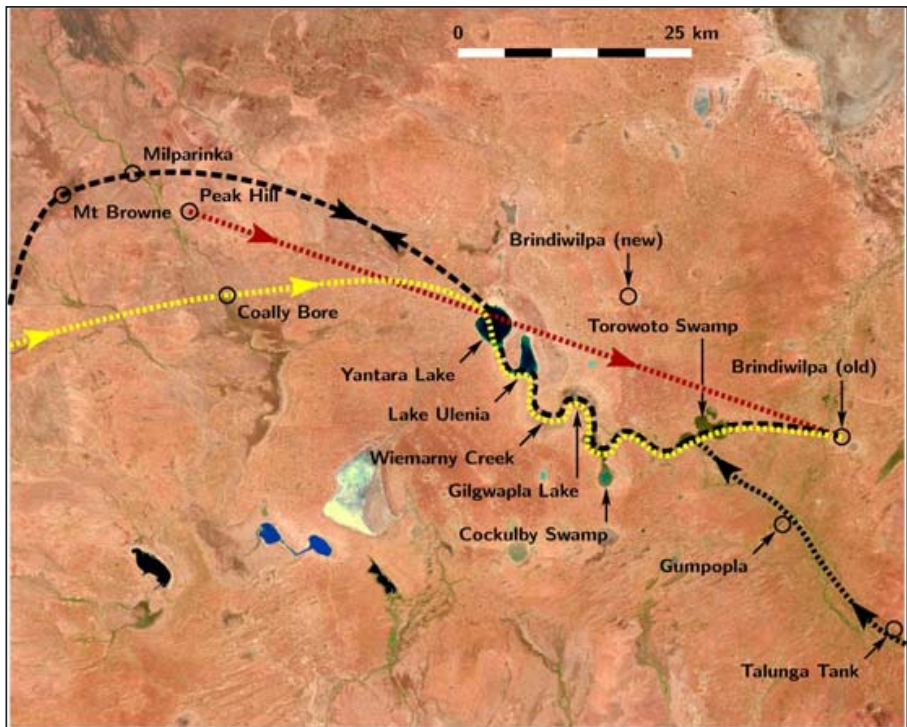 0
25 km
Milparinka
Peak Hill
Mt Browne
Brindiwilpa (new)
Coally Bore
Torowoto Swamp
Yantara Lake
Brindiwilpa (old)
Lake Ulenia
Wiemarny Creek
Gilgwapla Lake
Cockulby Swamp
Gumpopla
Talunga Tank